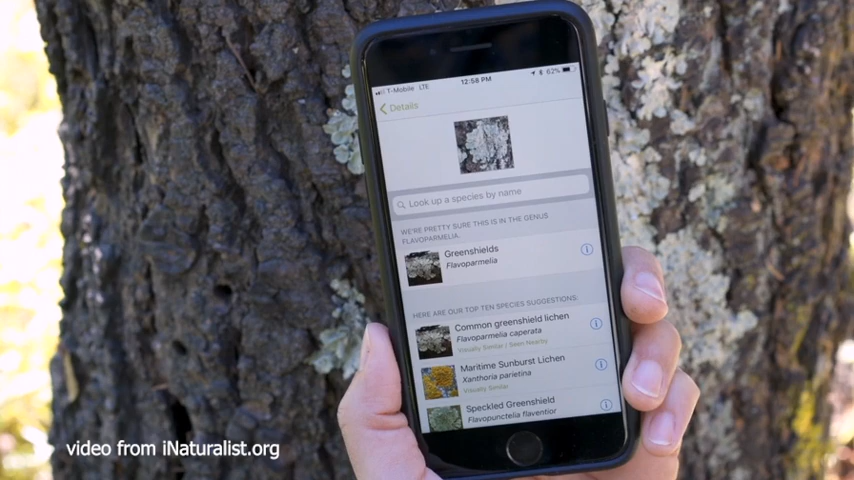 T-Mobile LTE 12:58 PM 62%
Details
Look up a species by name
WE'RE PRETTY SURE THIS IS IN THE GENUS
FLAVOPARMELIA.
Greenshields
Flavoparmelia
HERE ARE OUR TOP TEN SPECIES SUGGESTIONS:
Common greenshield lichen
Flavoparmelia caperata
Visually Similar | Seen Nearby
Maritime Sunburst Lichen
Xanthoria parietina
Visually Similar
Speckled Greenshield
Flavopunctelia flaventior
video from iNaturalist.org